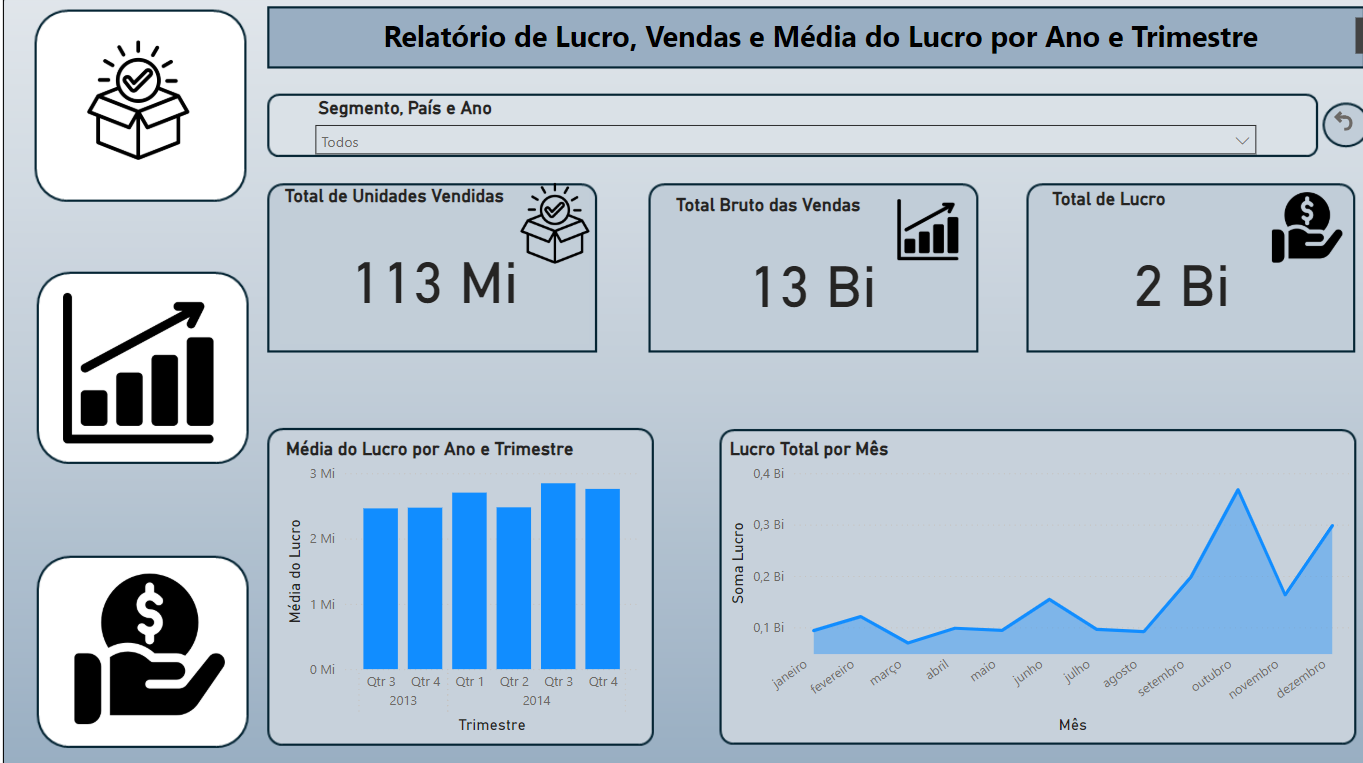 Relatório de Lucro, Vendas e Média do Lucro por Ano e Trimestre
Segmento, País e Ano
Todos
Total de Unidades Vendidas
113 Mi
Total Bruto das Vendas
13 Bi
Total de Lucro
$
2 Bi
Média do Lucro por Ano e Trimestre
3 Mi
2 Mi
1 Mi
0 Mi
Média do Lucro
Qtr 3 Qtr 4 Qtr 1 Qtr 2 Qtr 3 Qtr 4
2013 2014
Trimestre
Lucro Total por Mês
0,4 Bi
0,3 Bi
0,2 Bi
0,1 Bi
Soma Lucro
janeiro fevereiro março abril maio junho julho agosto setembro outubro novembro dezembro
Mês
$